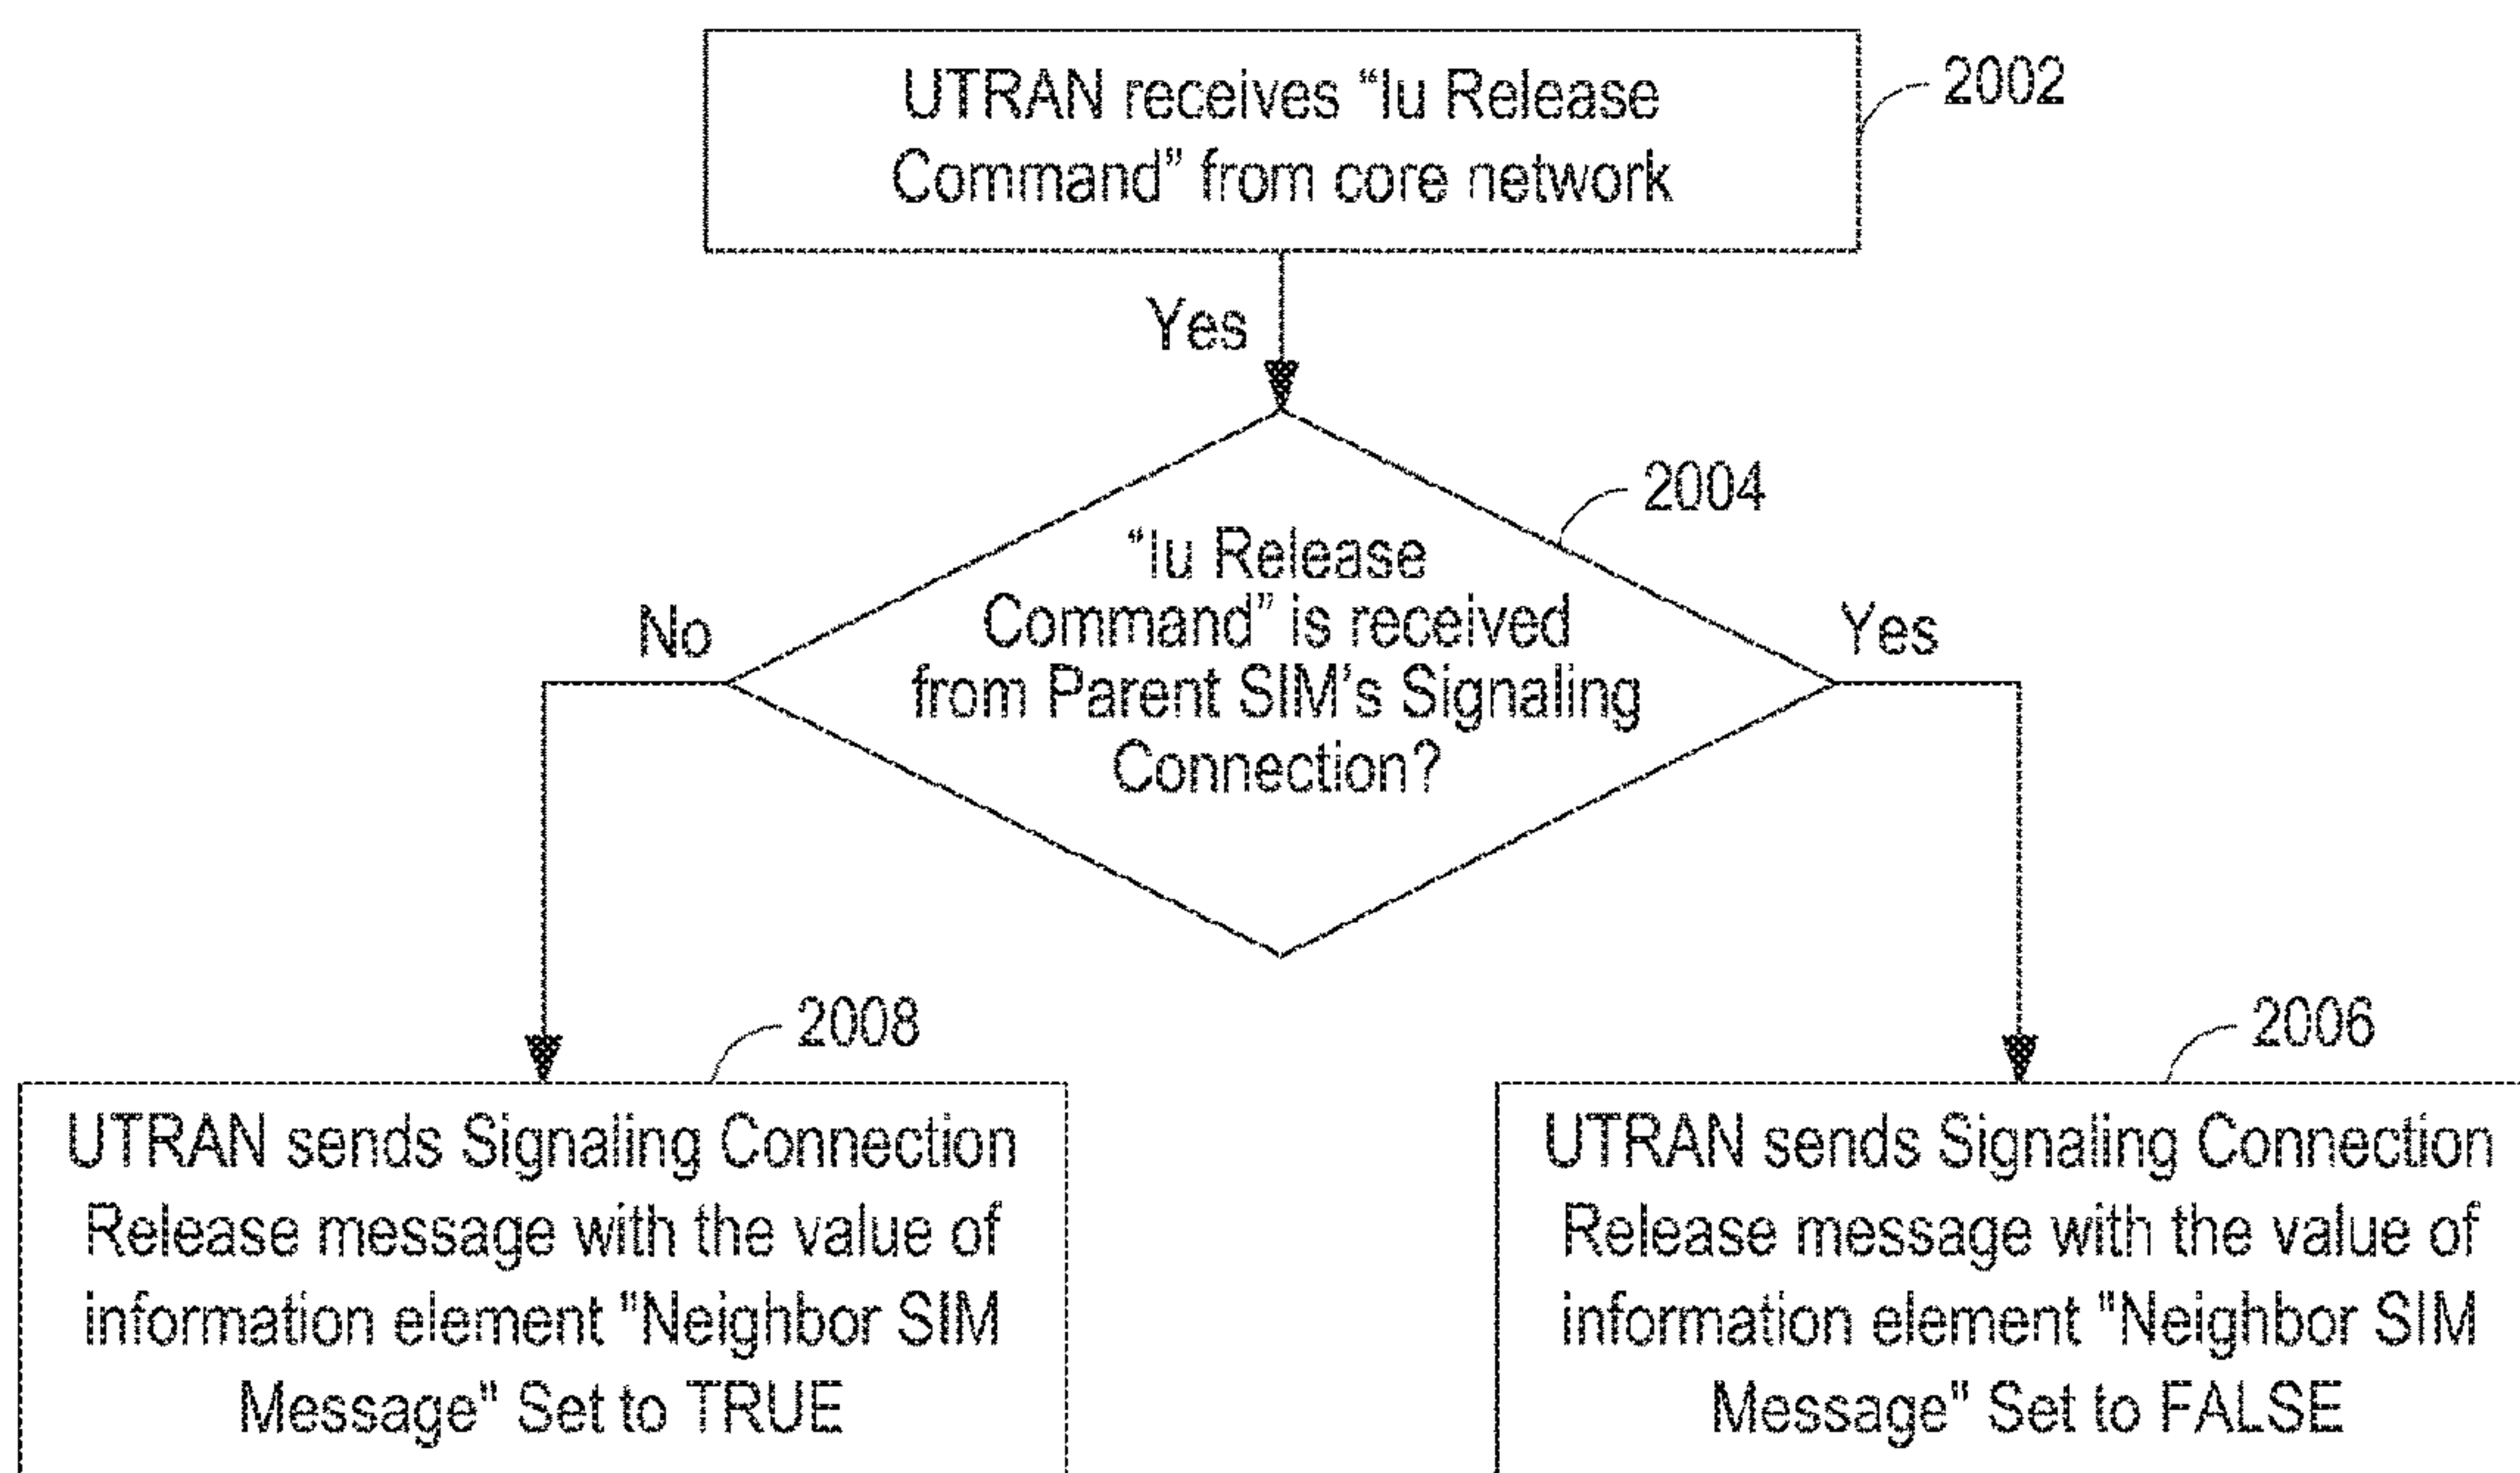 UTRAN receives “Iu Release
Command” from core network
2002
Yes
2004
“Iu Release
Command” is received
from Parent SIM’s Signaling
Connection?
No
Yes
2008
UTRAN sends Signaling Connection
Release message with the value of
information element "Neighbor SIM
Message" Set to TRUE
2006
UTRAN sends Signaling Connection
Release message with the value of
information element "Neighbor SIM
Message" Set to FALSE